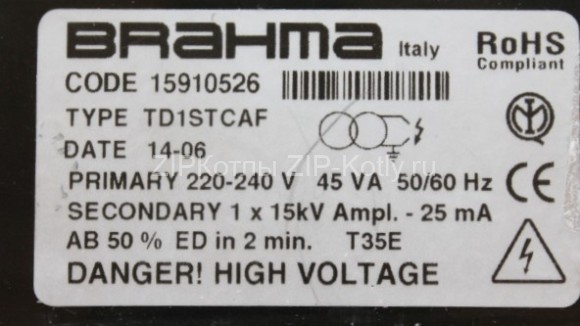 BRAHMA Italy RoHS
Compliant
CODE 15910526
TYPE TD1STCAF
DATE 14-06
ZIPКотлы ZIP-Kotly.ru
PRIMARY 220-240 V 45 VA 50/60 Hz
SECONDARY 1 x 15kV Ampl. - 25 mA
AB 50 % ED in 2 min. T35E
DANGER! HIGH VOLTAGE
CE